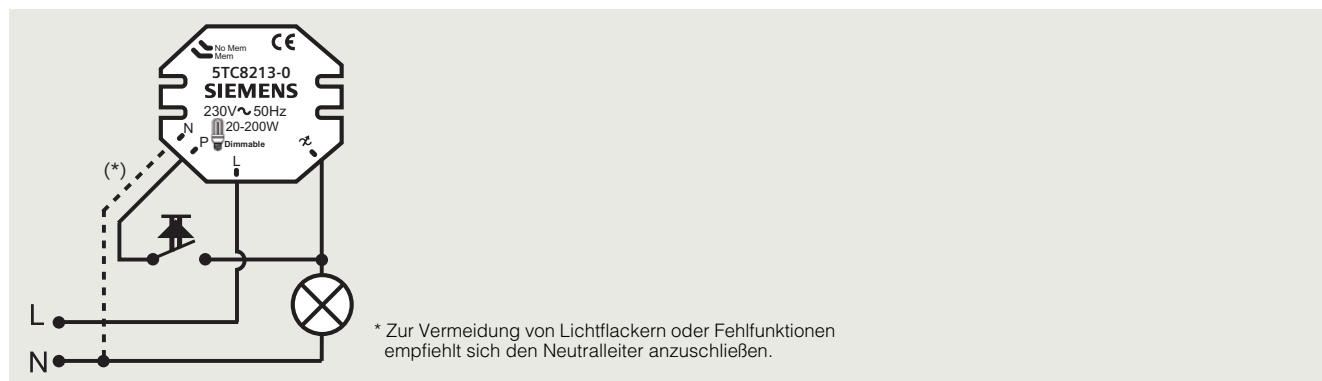 No Mem
Mem
CE
5TC8213-0
SIEMENS
230V~50Hz
20-200W
Dimmable
N
P
L
(*)
L
N
* Zur Vermeidung von Lichtflackern oder Fehlfunktionen
empfiehlt sich den Neutralleiter anzuschließen.